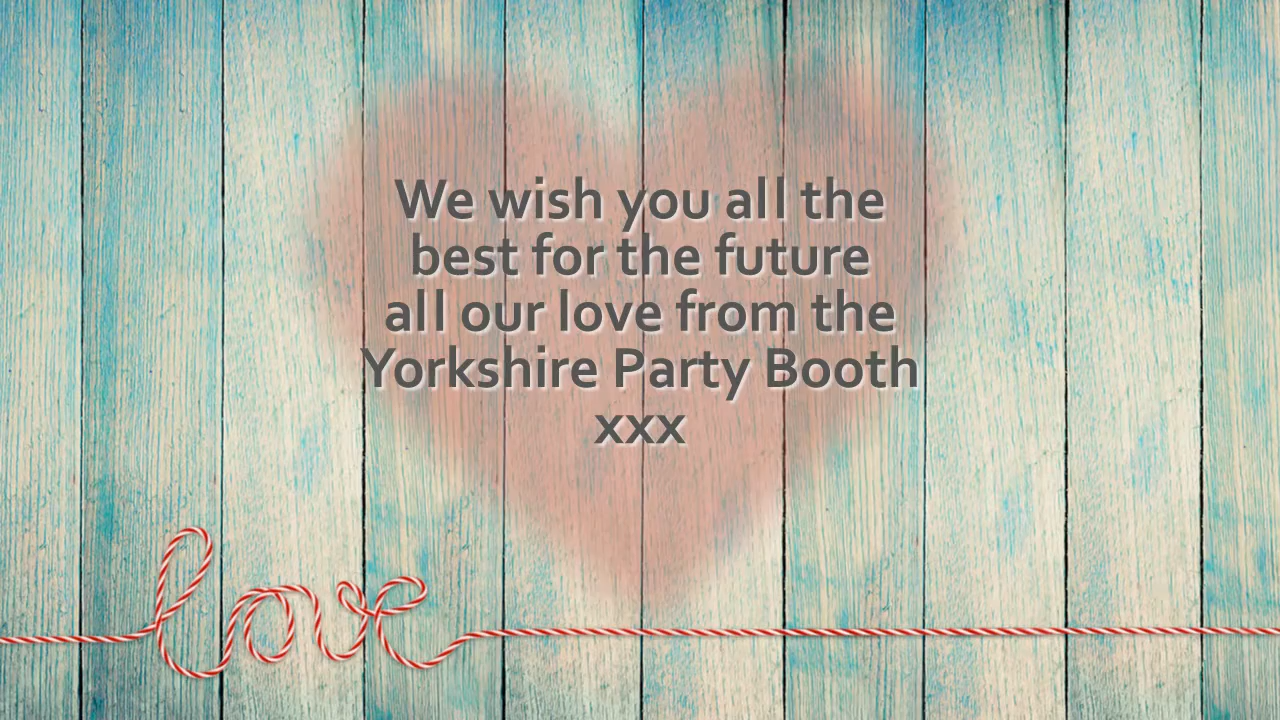 We wish you all the
best for the future
all our love from the
Yorkshire Party Booth
xxx
love